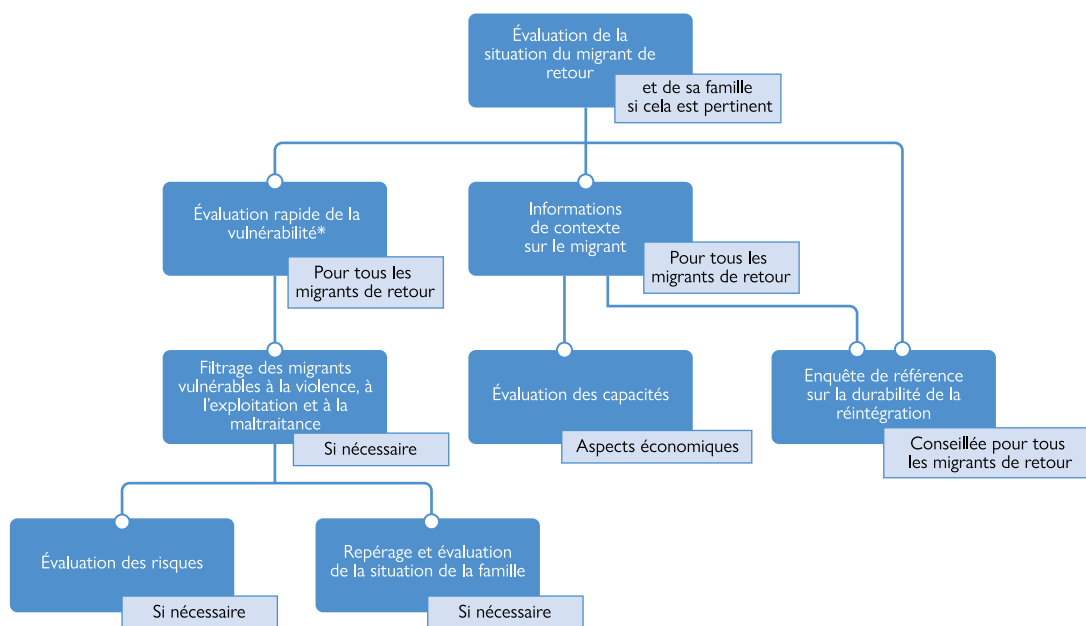 Évaluation de la
situation du migrant de
retour
et de sa famille
si cela est pertinent
Évaluation rapide de la
vulnérabilité*
Pour tous les
migrants de retour
Informations
de contexte
sur le migrant
Pour tous les
migrants de retour
Filtrage des migrants
vulnérables à la violence, à
l’exploitation et à la
maltraitance
Si nécessaire
Évaluation des capacités
Aspects économiques
Enquête de référence
sur la durabilité de la
réintégration
Conseillée pour tous
les migrants de retour
Évaluation des risques
Si nécessaire
Repérage et évaluation
de la situation de la famille
Si nécessaire